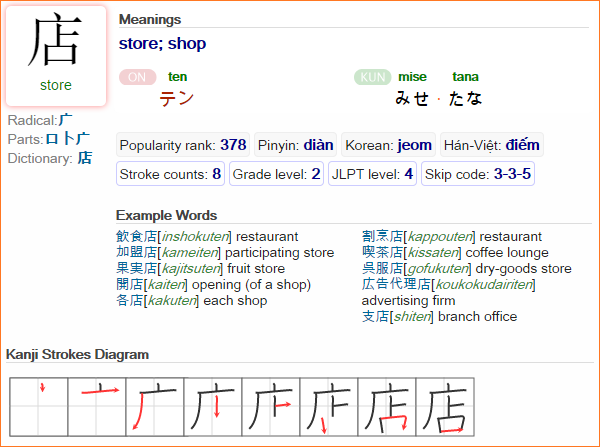 店
store
Radical:广
Parts:口卜广
Dictionary: 店
Meanings
store; shop
ON ten
テン
KUN mise tana
みせ · たな
Popularity rank: 378 Pinyin: diàn Korean: jeom Hán-Việt: điếm
Stroke counts: 8 Grade level: 2 JLPT level: 4 Skip code: 3-3-5
Example Words
飲食店[inshokuten] restaurant
加盟店[kameiten] participating store
果実店[kajitsuten] fruit store
開店[kaiten] opening (of a shop)
各店[kakuten] each shop
割烹店[kappouten] restaurant
喫茶店[kissaten] coffee lounge
呉服店[gofukuten] dry-goods store
広告代理店[koukokudairiten]
advertising firm
支店[shiten] branch office
Kanji Strokes Diagram